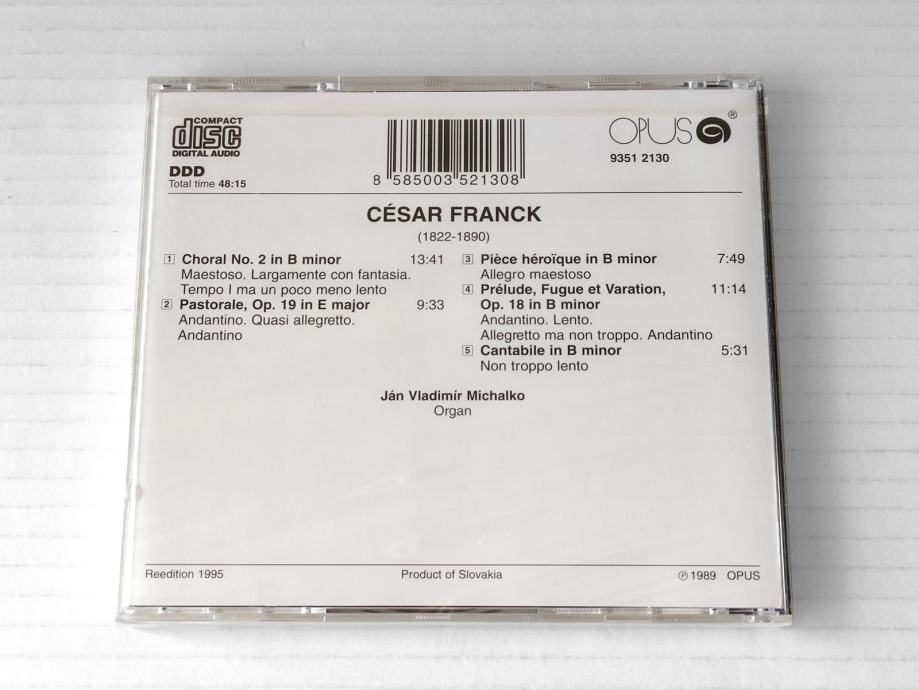 COMPACT
disc
DIGITAL AUDIO
DDD
Total time 48:15
8 585003 521308
OPUS ®
9351 2130
CÉSAR FRANCK
(1822-1890)
1 Choral No. 2 in B minor 13:41
Maestoso. Largamente con fantasia.
Tempo I ma un poco meno lento
2 Pastorale, Op. 19 in E major 9:33
Andantino. Quasi allegretto.
Andantino
3 Pièce héroïque in B minor 7:49
Allegro maestoso
4 Prélude, Fugue et Varation, 11:14
Op. 18 in B minor
Andantino. Lento.
Allegretto ma non troppo. Andantino
5 Cantabile in B minor 5:31
Non troppo lento
Ján Vladimír Michalko
Organ
Reedition 1995
Product of Slovakia
℗ 1989 OPUS